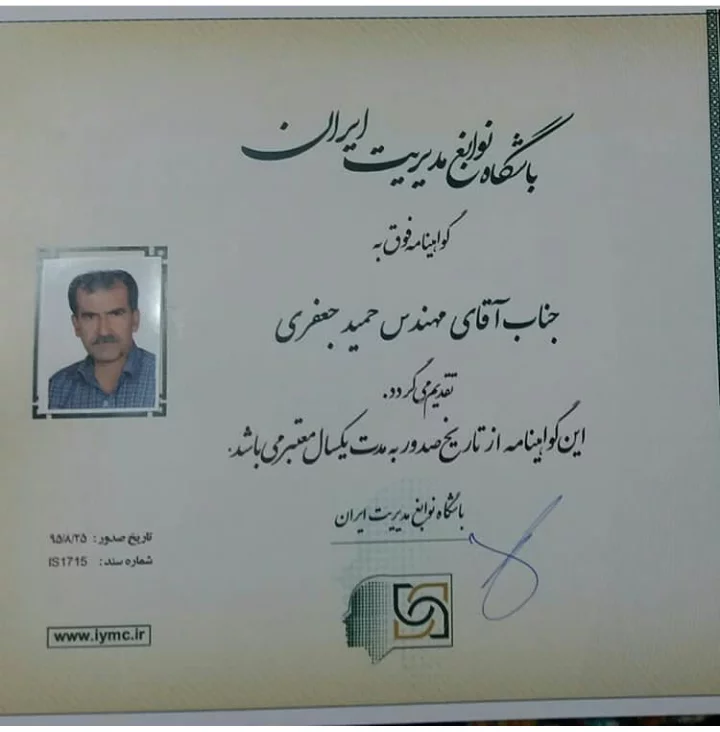 باشگاه نوابغ مدیریت ایران
گواهینامه فوق به
جناب آقای مهندس حمید جعفری
تقدیم می گردد.
این گواهینامه از تاریخ صدور به مدت یکسال معتبر می باشد.
باشگاه نوابغ مدیریت ایران
تاریخ صدور: ۹۵/۸/۲۵
شماره سند: IS1715
www.iymc.ir